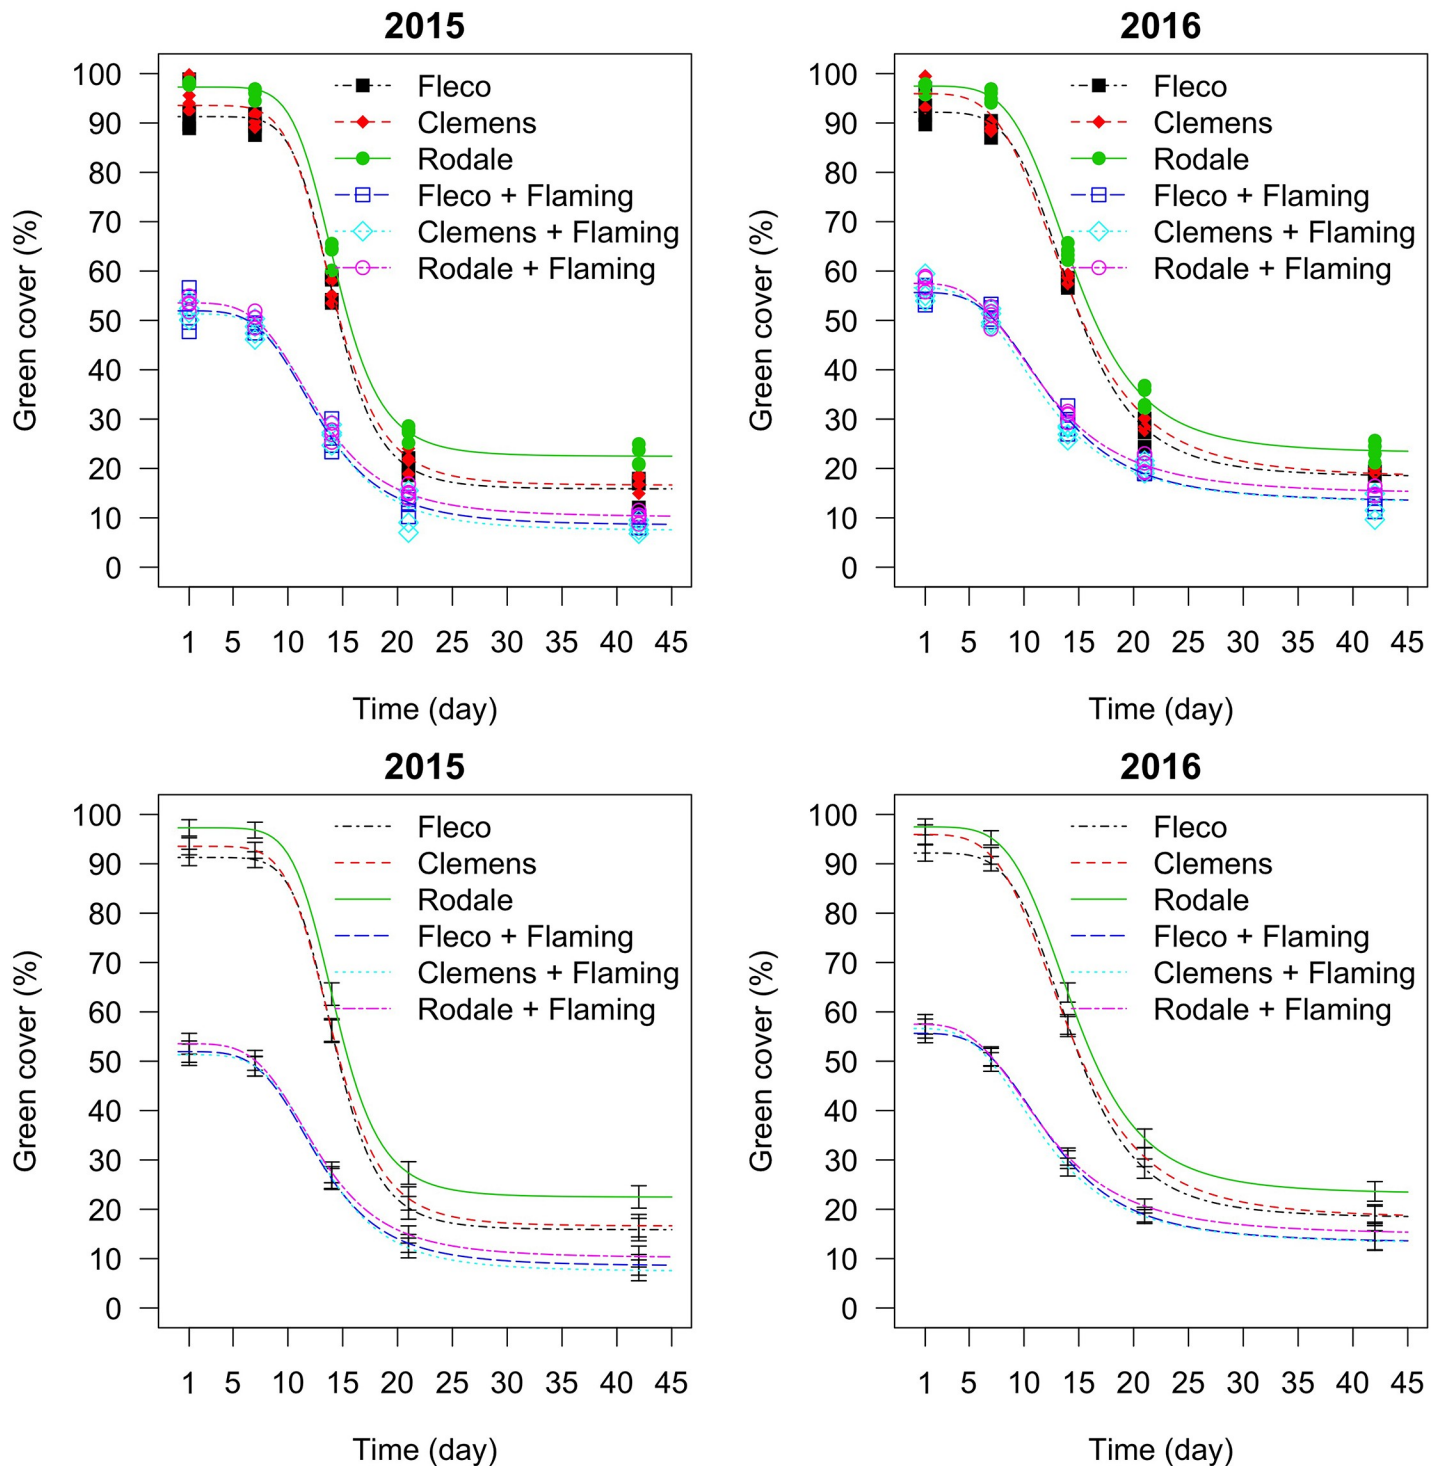 2015
Green cover (%)
100
90
80
70
60
50
40
30
20
10
0
Fleco
Clemens
Rodale
Fleco + Flaming
Clemens + Flaming
Rodale + Flaming
1 5 10 15 20 25 30 35 40 45
Time (day)
2016
Green cover (%)
100
90
80
70
60
50
40
30
20
10
0
Fleco
Clemens
Rodale
Fleco + Flaming
Clemens + Flaming
Rodale + Flaming
1 5 10 15 20 25 30 35 40 45
Time (day)
2015
Green cover (%)
100
90
80
70
60
50
40
30
20
10
0
Fleco
Clemens
Rodale
Fleco + Flaming
Clemens + Flaming
Rodale + Flaming
1 5 10 15 20 25 30 35 40 45
Time (day)
2016
Green cover (%)
100
90
80
70
60
50
40
30
20
10
0
Fleco
Clemens
Rodale
Fleco + Flaming
Clemens + Flaming
Rodale + Flaming
1 5 10 15 20 25 30 35 40 45
Time (day)